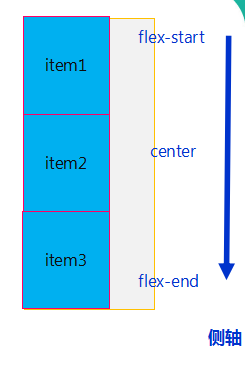 flex-start
item1
center
item2
item3
flex-end
侧轴